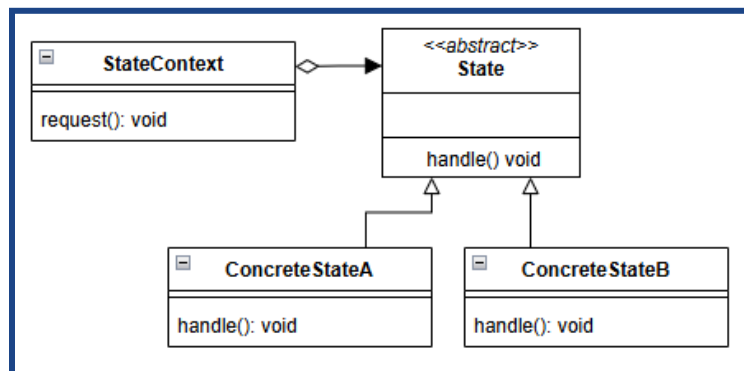 StateContext
request(): void
<<abstract>>
State
handle() void
ConcreteStateA
handle(): void
ConcreteStateB
handle(): void